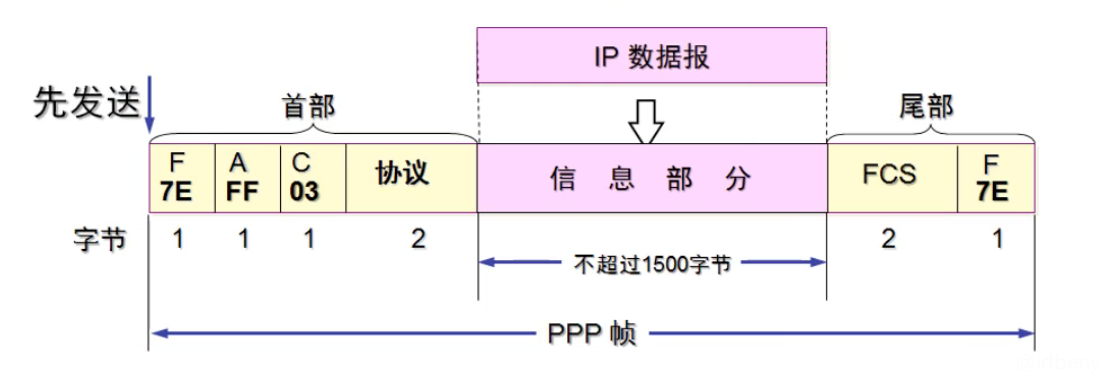 IP 数据报
先发送
首部
尾部
F A C 协议 信 息 部 分 FCS F
7E FF 03 7E
字节 1 1 1 2 2 1
不超过1500字节
PPP 帧